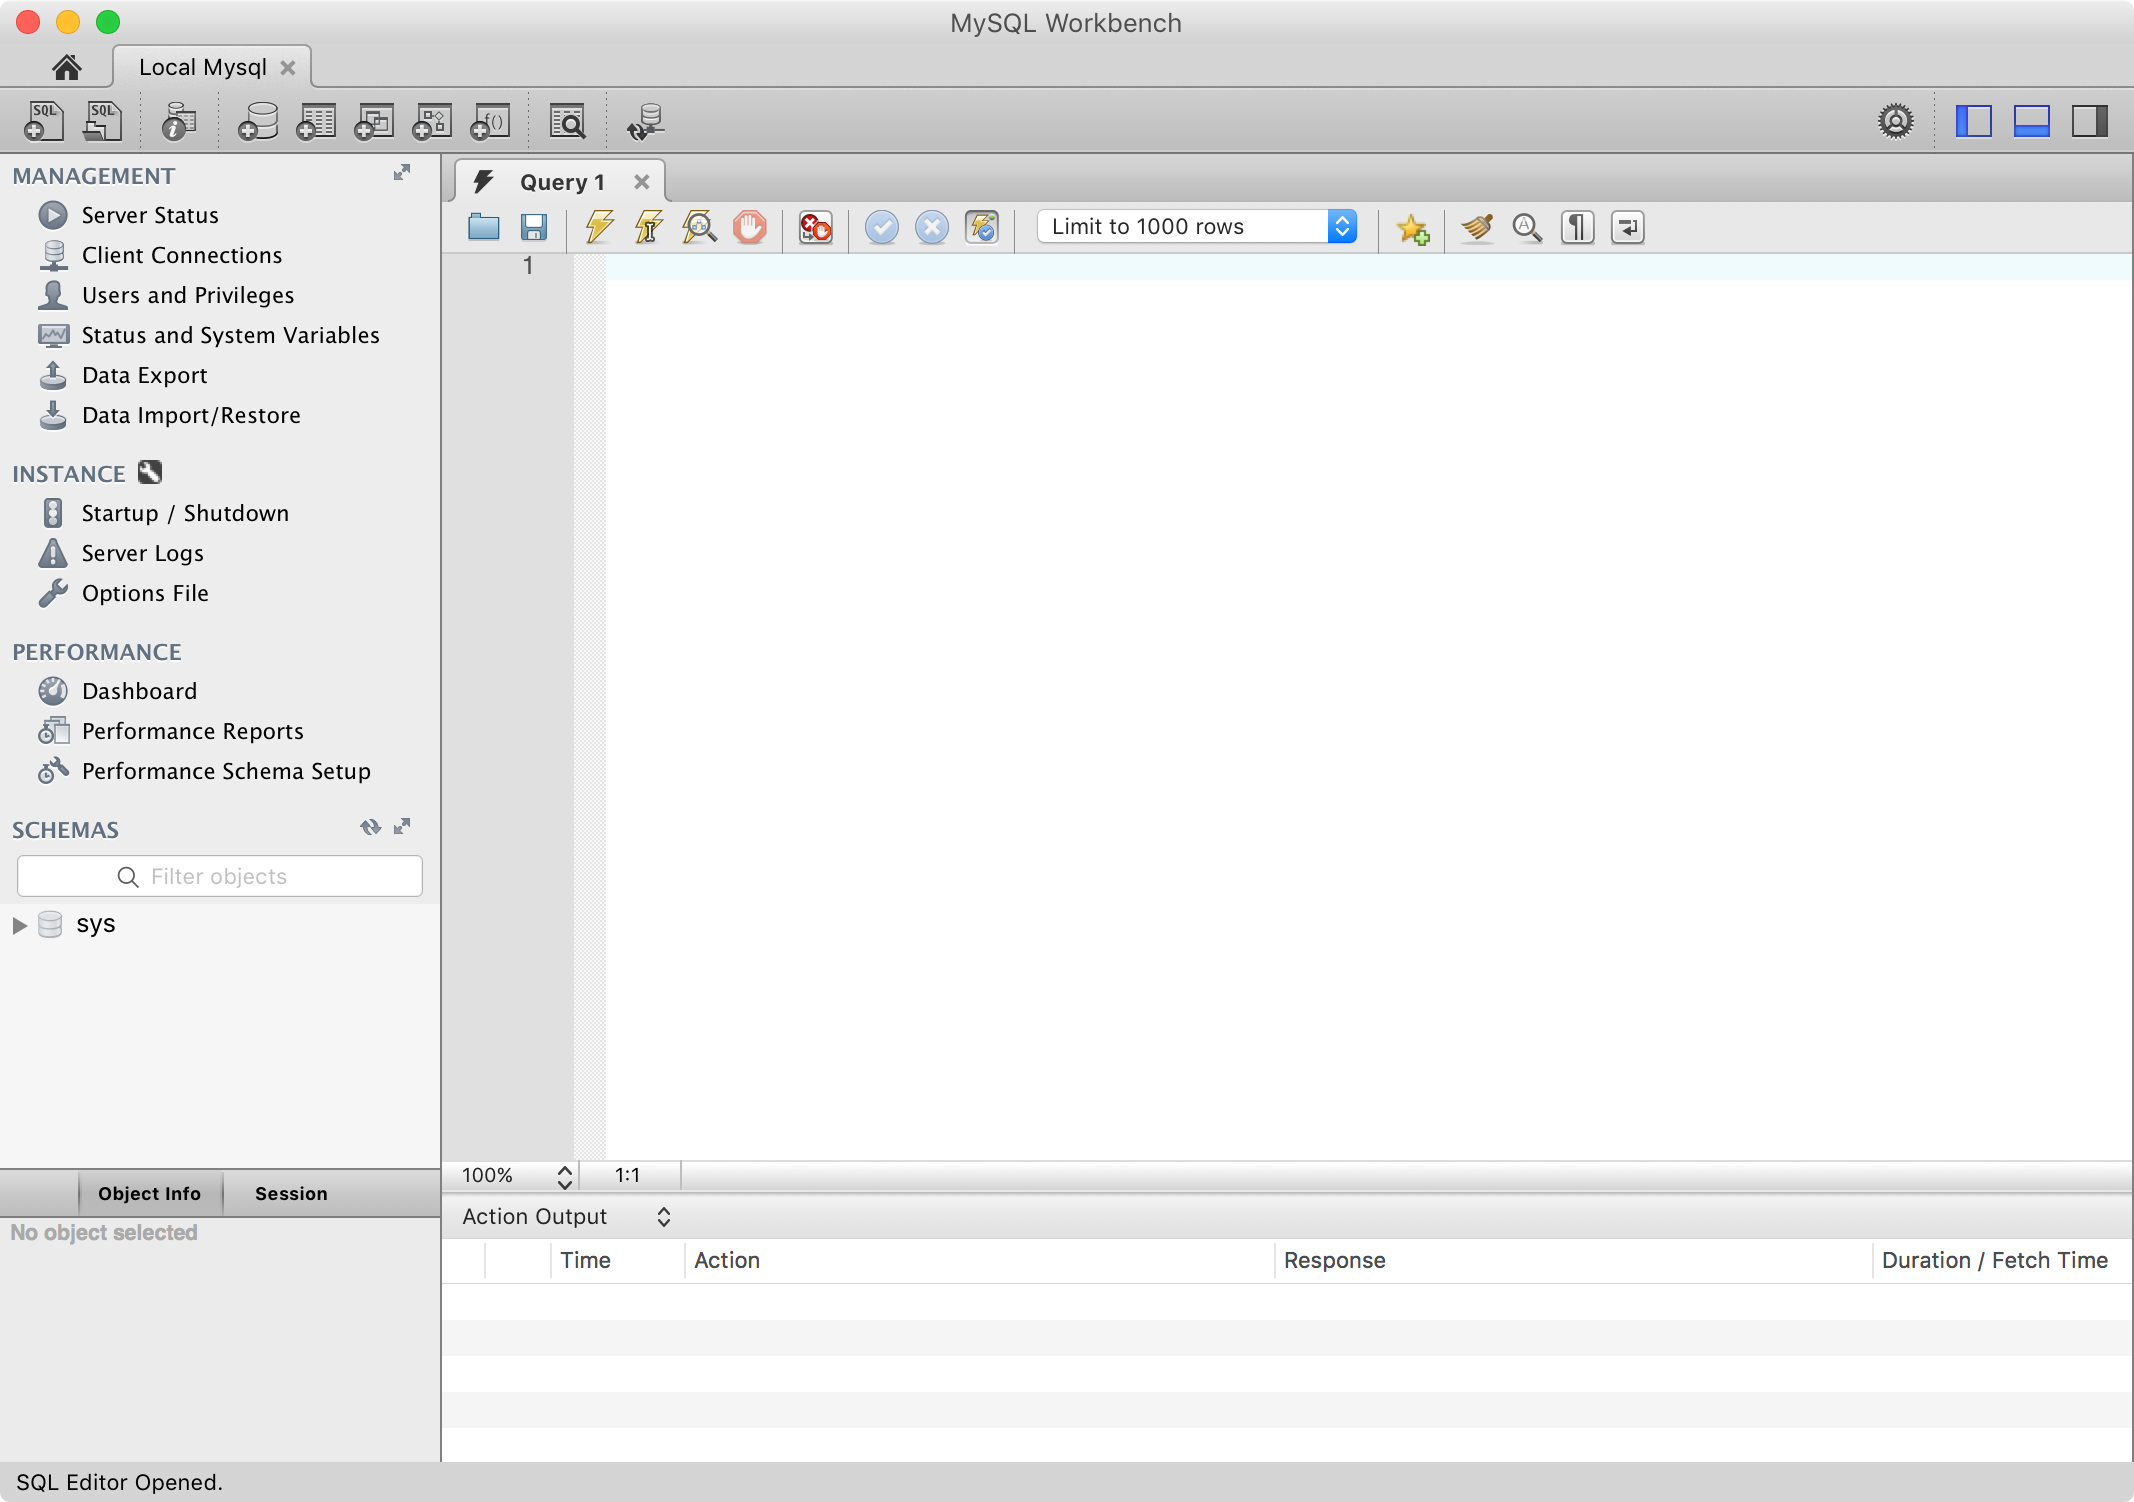 MySQL Workbench
Local Mysql
SQL SQL f()
MANAGEMENT
Server Status
Client Connections
Users and Privileges
Status and System Variables
Data Export
Data Import/Restore
INSTANCE
Startup / Shutdown
Server Logs
Options File
PERFORMANCE
Dashboard
Performance Reports
Performance Schema Setup
SCHEMAS
Filter objects
sys
Object Info Session
No object selected
Query 1
Limit to 1000 rows
1
100% 1:1
Action Output
Time Action Response Duration / Fetch Time
SQL Editor Opened.